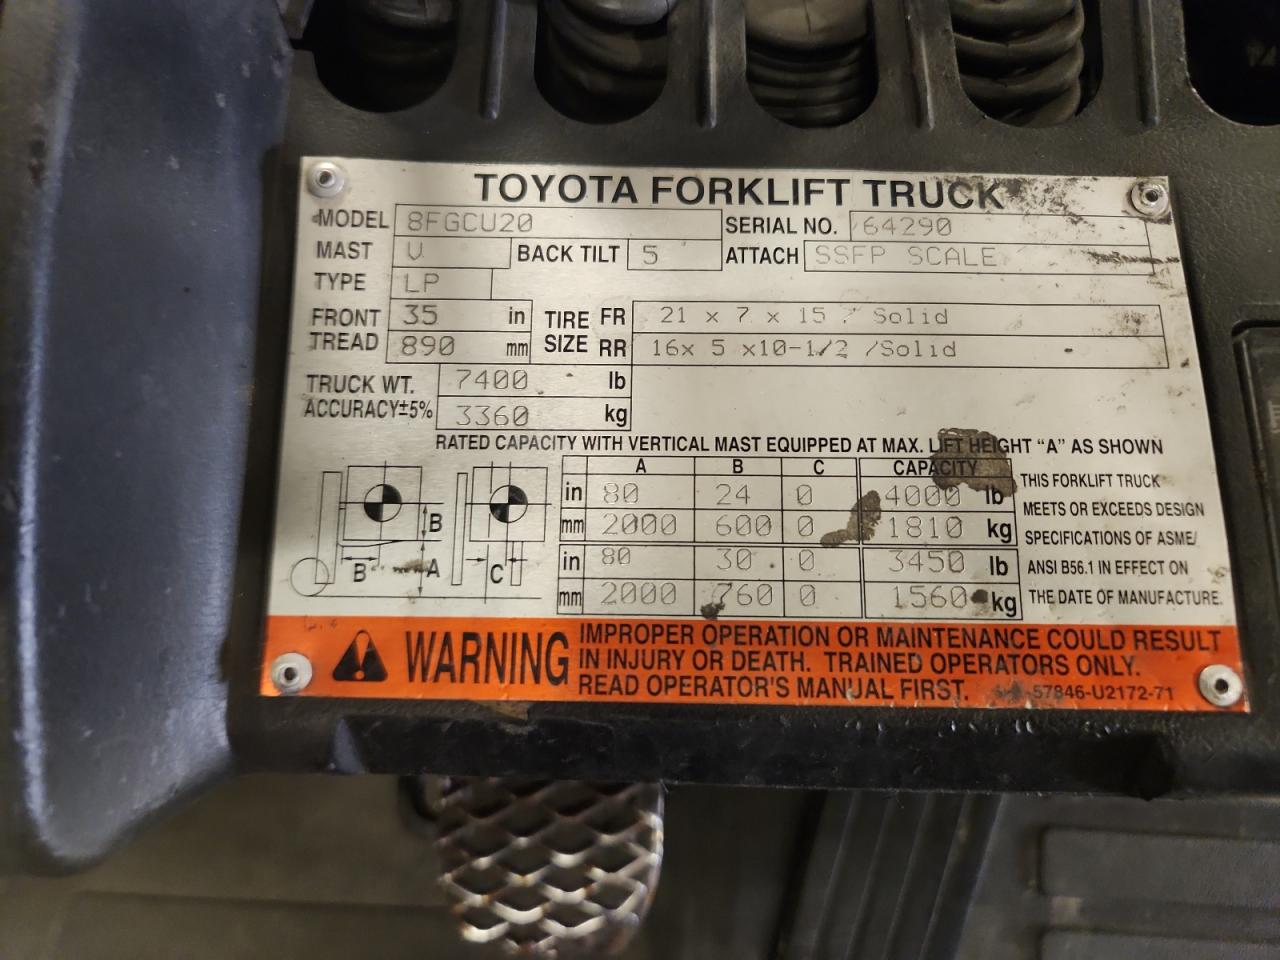 TOYOTA FORKLIFT TRUCK
MODEL 8FGCU20 SERIAL NO. 64290
MAST V BACK TILT 5 ATTACH SSFP SCALE
TYPE LP
FRONT TREAD 35 in TIRE SIZE FR 21 x 7 x 15 / Solid
890 mm RR 16x 5 x10-1/2 /Solid
TRUCK WT. 7400 lb
ACCURACY±5% 3360 kg
RATED CAPACITY WITH VERTICAL MAST EQUIPPED AT MAX. LIFT HEIGHT "A" AS SHOWN
A B C CAPACITY
in 80 24 0 4000 lb
mm 2000 600 0 1810 kg
in 80 30 0 3450 lb
mm 2000 760 0 1560 kg
B
B A C
THIS FORKLIFT TRUCK
MEETS OR EXCEEDS DESIGN
SPECIFICATIONS OF ASME/
ANSI B56.1 IN EFFECT ON
THE DATE OF MANUFACTURE.
WARNING
IMPROPER OPERATION OR MAINTENANCE COULD RESULT
IN INJURY OR DEATH. TRAINED OPERATORS ONLY.
READ OPERATOR'S MANUAL FIRST. 57846-U2172-71